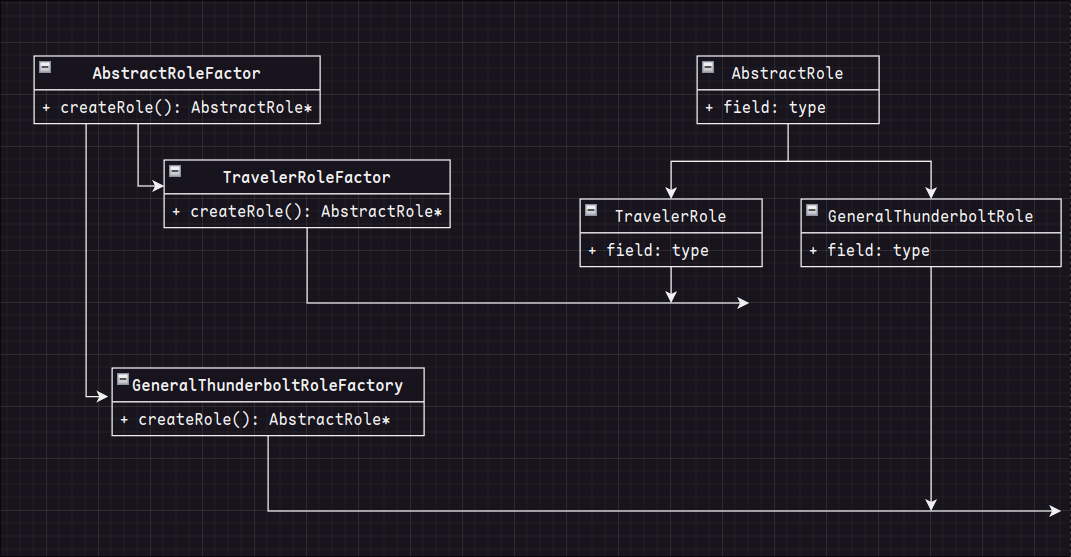 AbstractRoleFactor
+ createRole(): AbstractRole*
AbstractRole
+ field: type
TravelerRoleFactor
+ createRole(): AbstractRole*
TravelerRole
+ field: type
GeneralThunderboltRole
+ field: type
GeneralThunderboltRoleFactory
+ createRole(): AbstractRole*